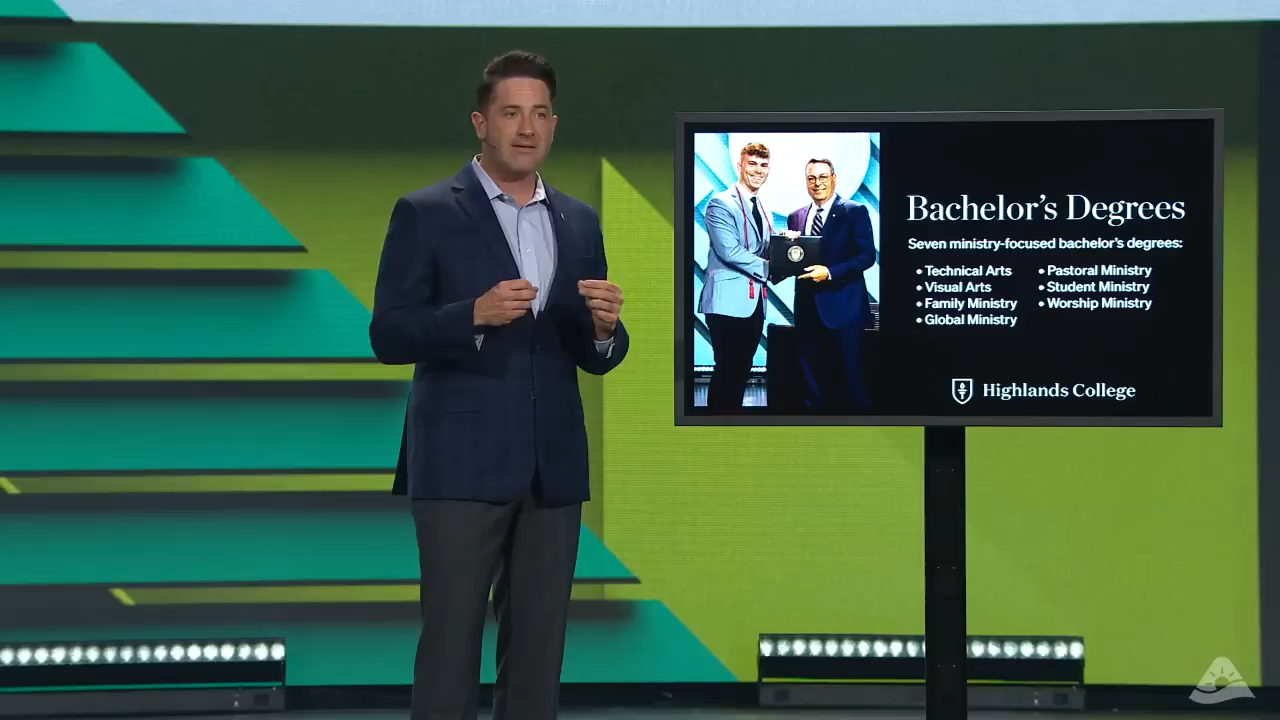 Bachelor's Degrees
Seven ministry-focused bachelor's degrees:
• Technical Arts
• Visual Arts
• Family Ministry
• Global Ministry
• Pastoral Ministry
• Student Ministry
• Worship Ministry
Highlands College